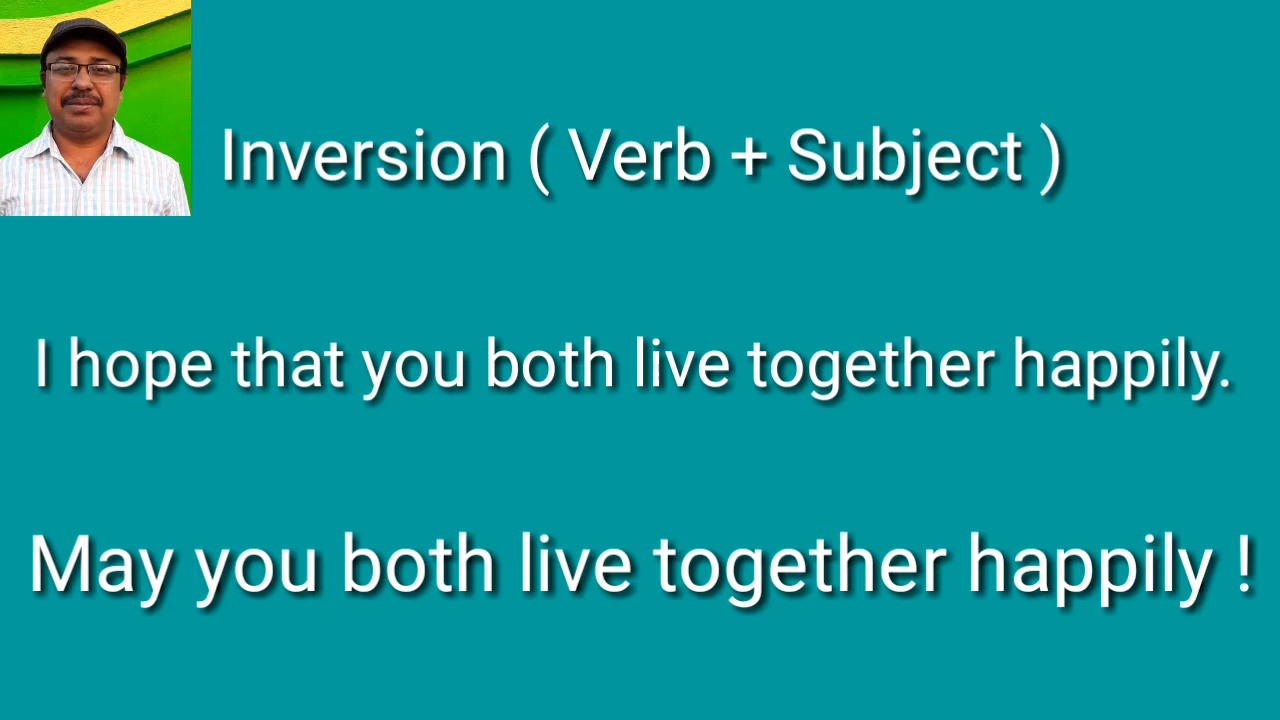 Inversion ( Verb + Subject )
I hope that you both live together happily.
May you both live together happily !